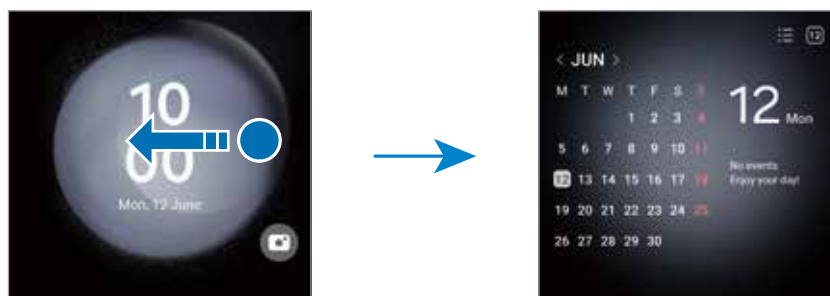 10
00
Mon, 12 June
12
< JUN >
M T W T F S S
1 2 3 4
5 6 7 8 9 10 11
12 13 14 15 16 17 18
19 20 21 22 23 24 25
26 27 28 29 30
12 Mon
No events
Enjoy your day!